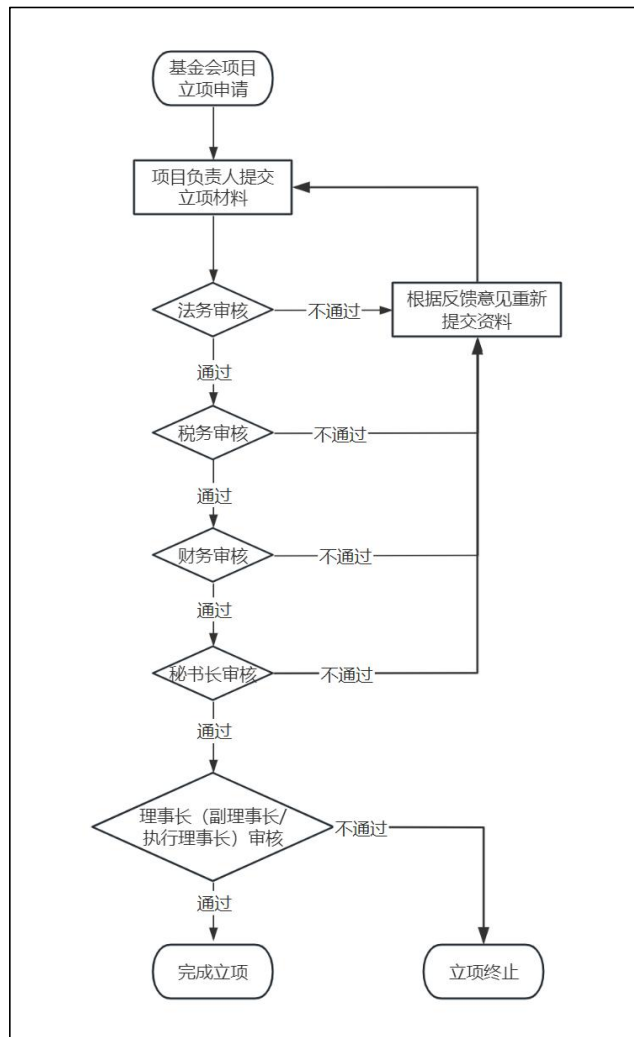 基金会项目
立项申请
项目负责人提交
立项材料
法务审核
不通过
根据反馈意见重新
提交资料
通过
税务审核
不通过
通过
财务审核
不通过
通过
秘书长审核
不通过
通过
理事长（副理事长/
执行理事长）审核
不通过
通过
完成立项
立项终止